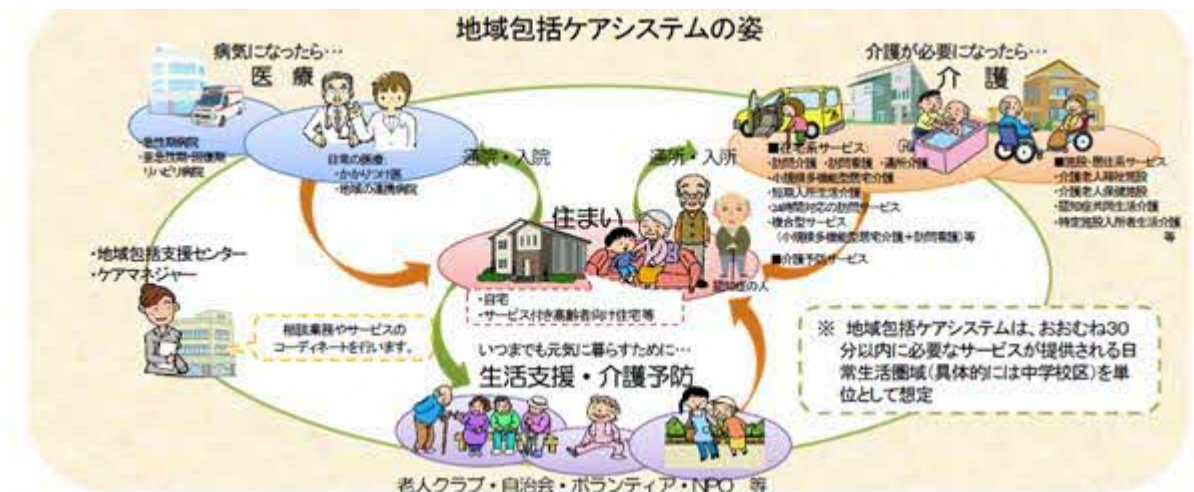 地域包括ケアシステムの姿
病気になったら…
医 療
介護が必要になったら…
介 護
・急性期病院
・亜急性期・回復期
リハビリ病院
日常の医療:
・かかりつけ医
・地域の連携病院
通院・入院
通所・入所
■在宅系サービス:
・訪問介護 ・訪問看護 ・通所介護
・小規模多機能型居宅介護
・短期入所生活介護
・24時間対応の訪問サービス
・複合型サービス
(小規模多機能型居宅介護+訪問看護)等
■介護予防サービス
■施設・居住系サービス
・介護老人福祉施設
・介護老人保健施設
・認知症共同生活介護
・特定施設入所者生活介護
等
住まい
認知症の人
・自宅
・サービス付き高齢者向け住宅等
・地域包括支援センター
・ケアマネジャー
相談業務やサービスの
コーディネートを行います。
いつまでも元気に暮らすために…
生活支援・介護予防
※ 地域包括ケアシステムは、おおむね30
分以内に必要なサービスが提供される日
常生活圏域(具体的には中学校区)を単
位として想定
老人クラブ・自治会・ボランティア・NPO 等